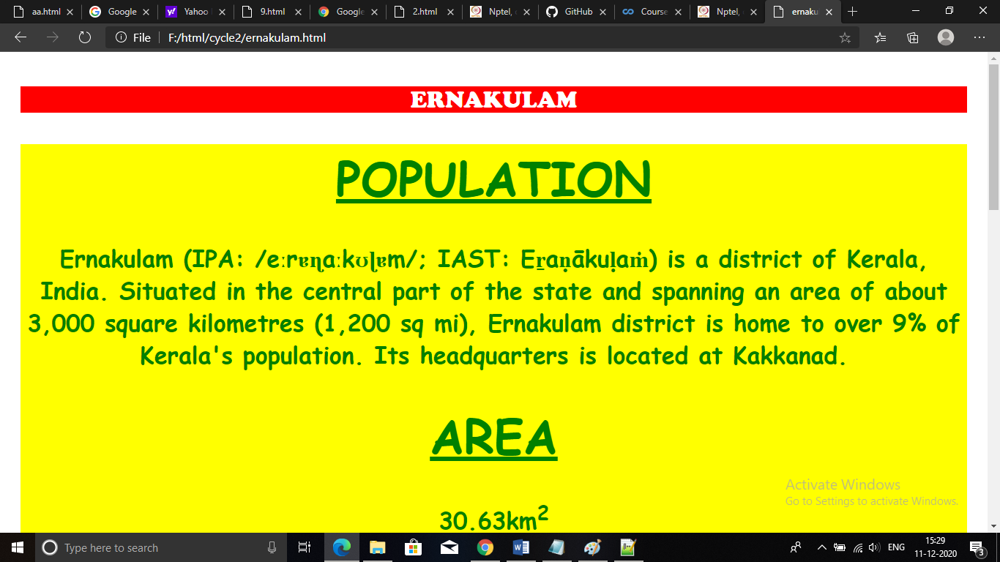 aa.html
Google
Yahoo
9.html
Google
2.html
Nptel,
GitHub
Course
Nptel,
ernaku
File
F:/html/cycle2/ernakulam.html
ERNAKULAM
POPULATION
Ernakulam (IPA: /eːrɐɳaːkʊɭɐm/; IAST: Eṟaṇākuḷaṁ) is a district of Kerala,
India. Situated in the central part of the state and spanning an area of about
3,000 square kilometres (1,200 sq mi), Ernakulam district is home to over 9% of
Kerala's population. Its headquarters is located at Kakkanad.
AREA
30.63km²
Activate Windows
Go to Settings to activate Windows.
Type here to search
ENG
15:29
11-12-2020
3